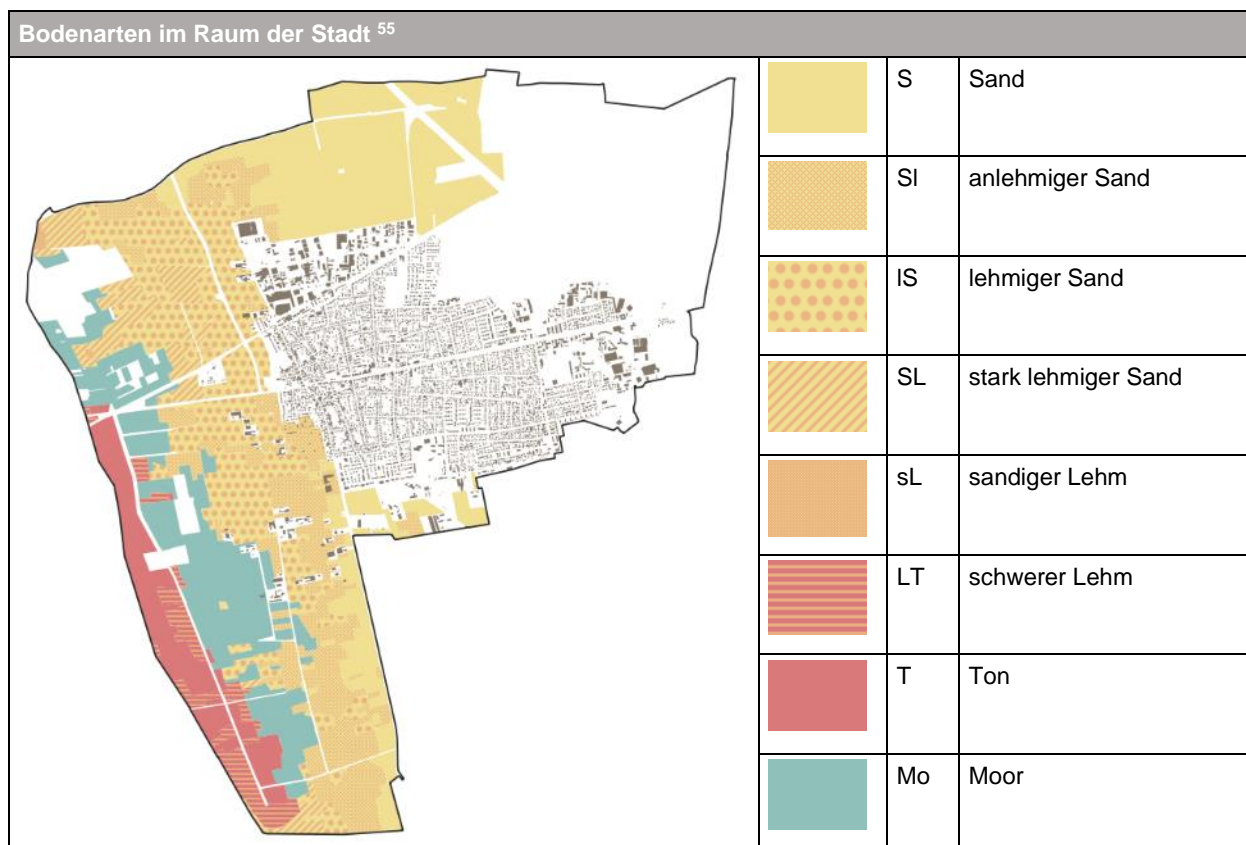 Bodenarten im Raum der Stadt 55
S Sand
Sl anlehmiger Sand
lS lehmiger Sand
SL stark lehmiger Sand
sL sandiger Lehm
LT schwerer Lehm
T Ton
Mo Moor